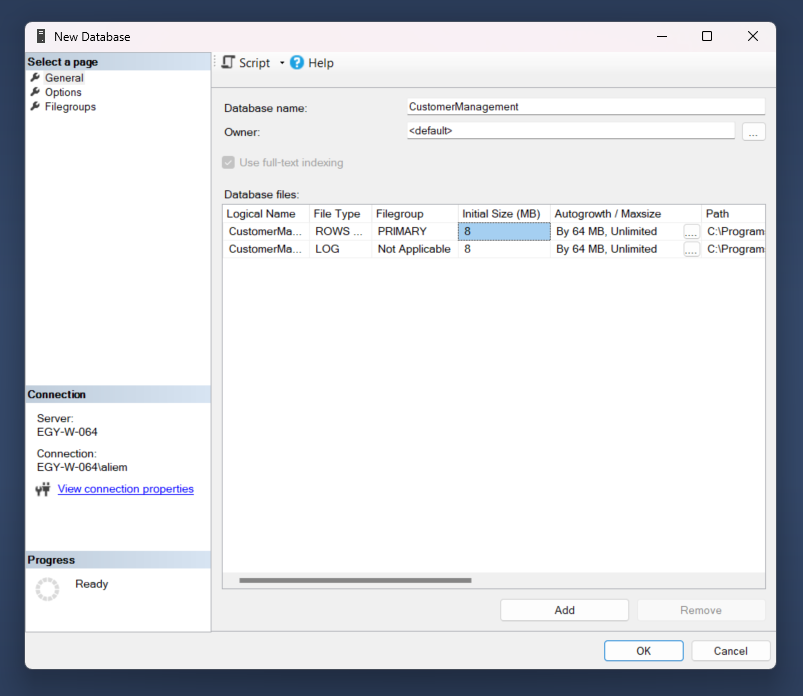 New Database
Select a page
General
Options
Filegroups
Script
Help
Database name:
CustomerManagement
Owner:
<default>
...
Use full-text indexing
Database files:
Logical Name File Type Filegroup Initial Size (MB) Autogrowth / Maxsize Path
CustomerMa... ROWS ... PRIMARY 8 By 64 MB, Unlimited .... C:\Program
CustomerMa... LOG Not Applicable 8 By 64 MB, Unlimited .... C:\Program
Connection
Server:
EGY-W-064
Connection:
EGY-W-064\aliem
View connection properties
Progress
Ready
Add Remove
OK Cancel